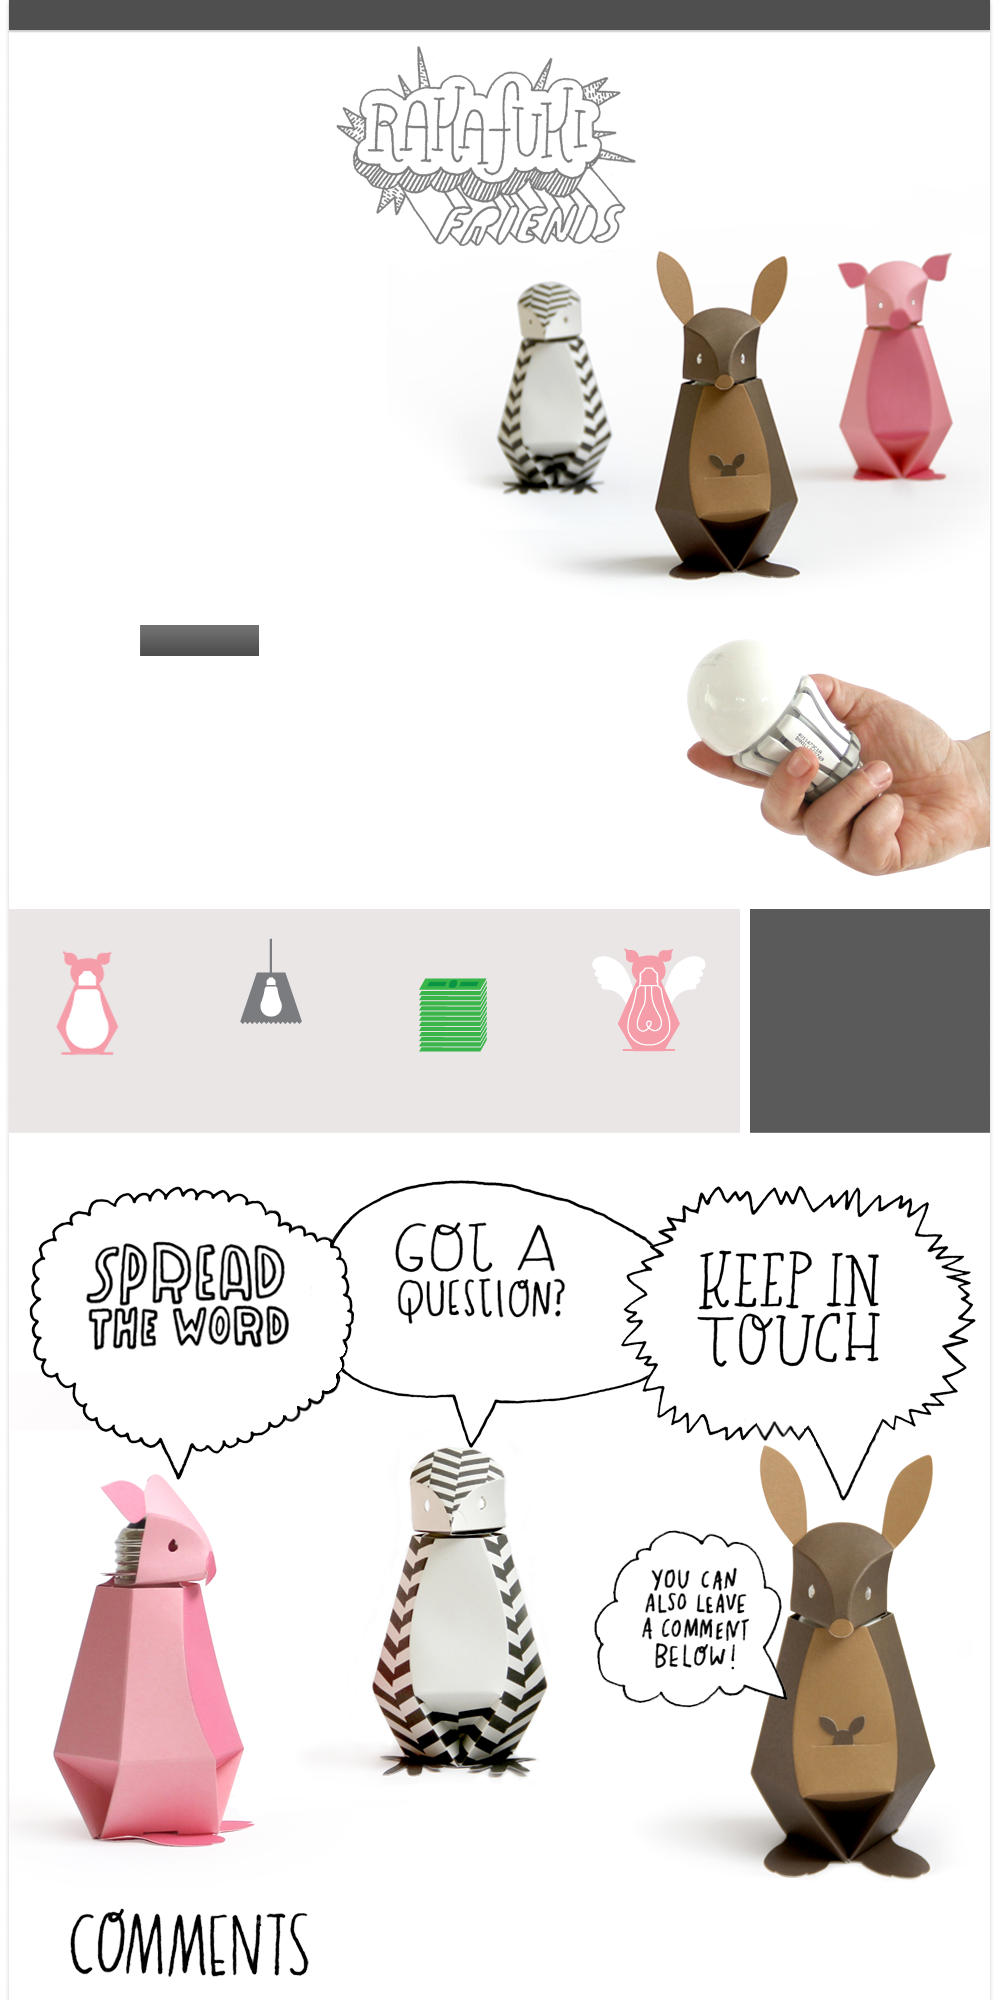 RAKAFUKI
FRIENDS
SPREAD
THE WORD
GOT A
QUESTION?
KEEP IN
TOUCH
YOU CAN
ALSO LEAVE
A COMMENT
BELOW!
COMMENTS